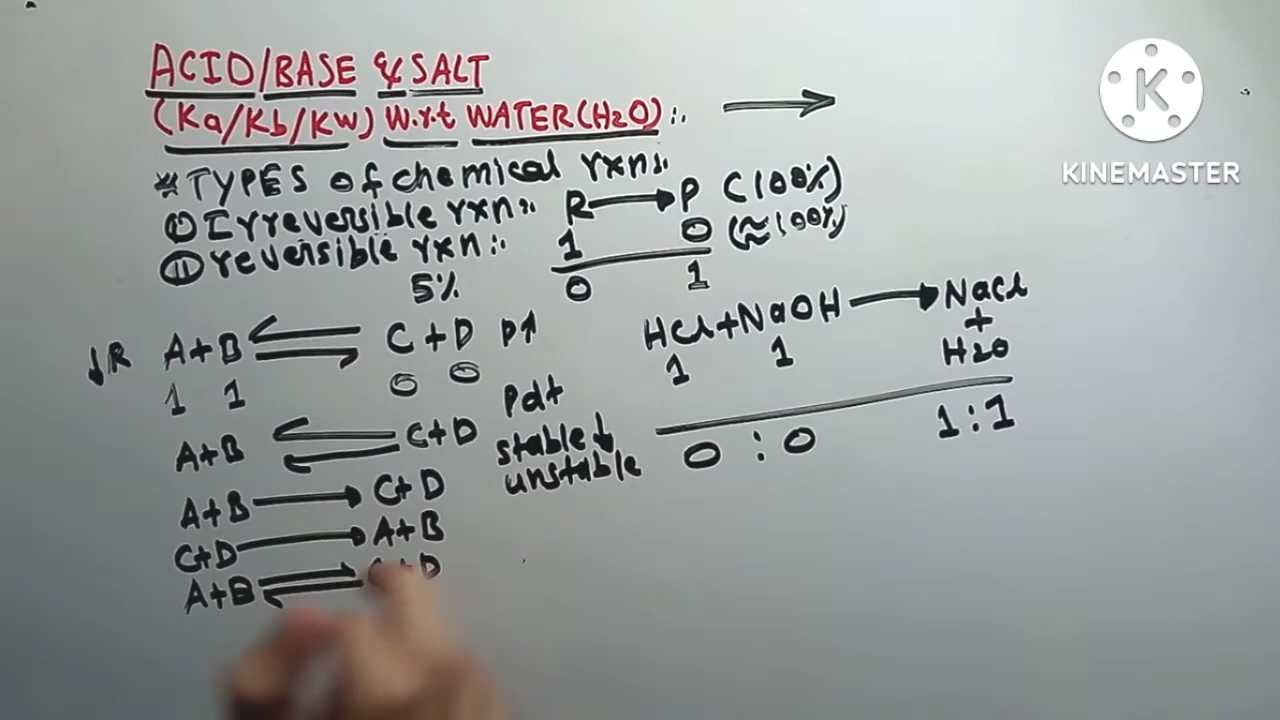 ACID/BASE & SALT
(Ka/Kb/Kw) W.r.t WATER(H2O):. →
KINEMASTER
*TYPES of chemical rxn:.
① Irreversible rxn:. R → P (100%)
1 0 (≈100%)
② reversible rxn:.
0 1
5%
A+B ⇌ C+D P↑
↓R
1 1 0 0
HCl+NaOH → NaCl
+
H2O
1 1
A+B ⇌ C+D
Pdt
stable↓
unstable
0 : 0 1:1
A+B → C+D
C+D → A+B
A+B ⇌ C+D